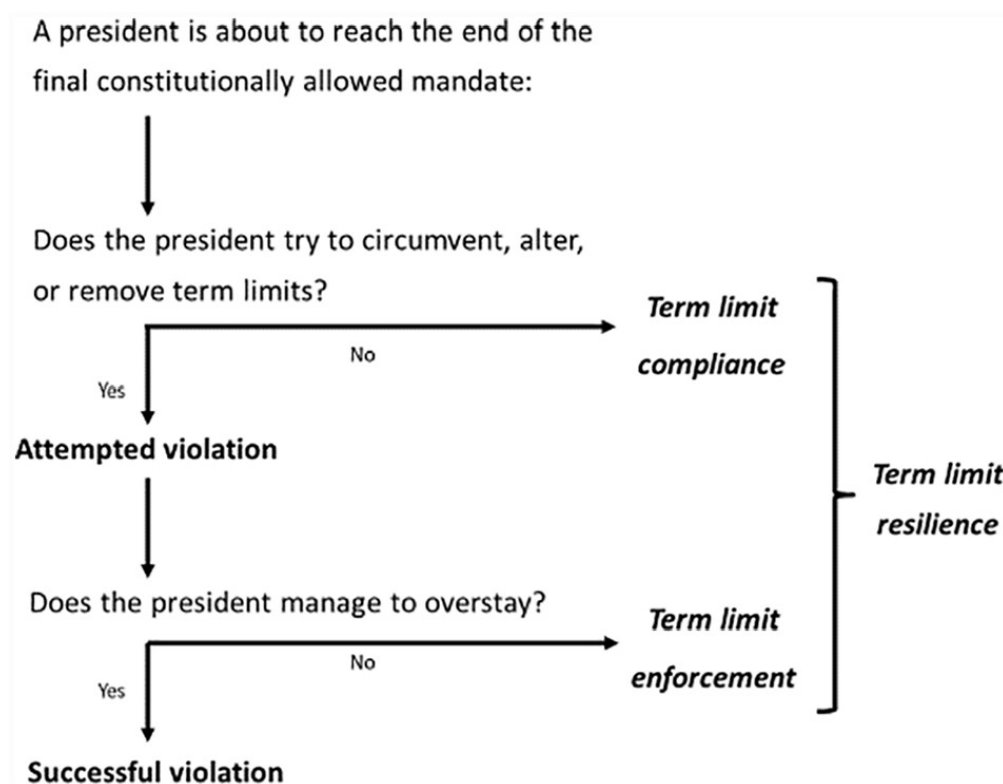 A president is about to reach the end of the
final constitutionally allowed mandate:
Does the president try to circumvent, alter,
or remove term limits?
No
Term limit
compliance
Yes
Attempted violation
Term limit
resilience
Does the president manage to overstay?
No
Term limit
enforcement
Yes
Successful violation